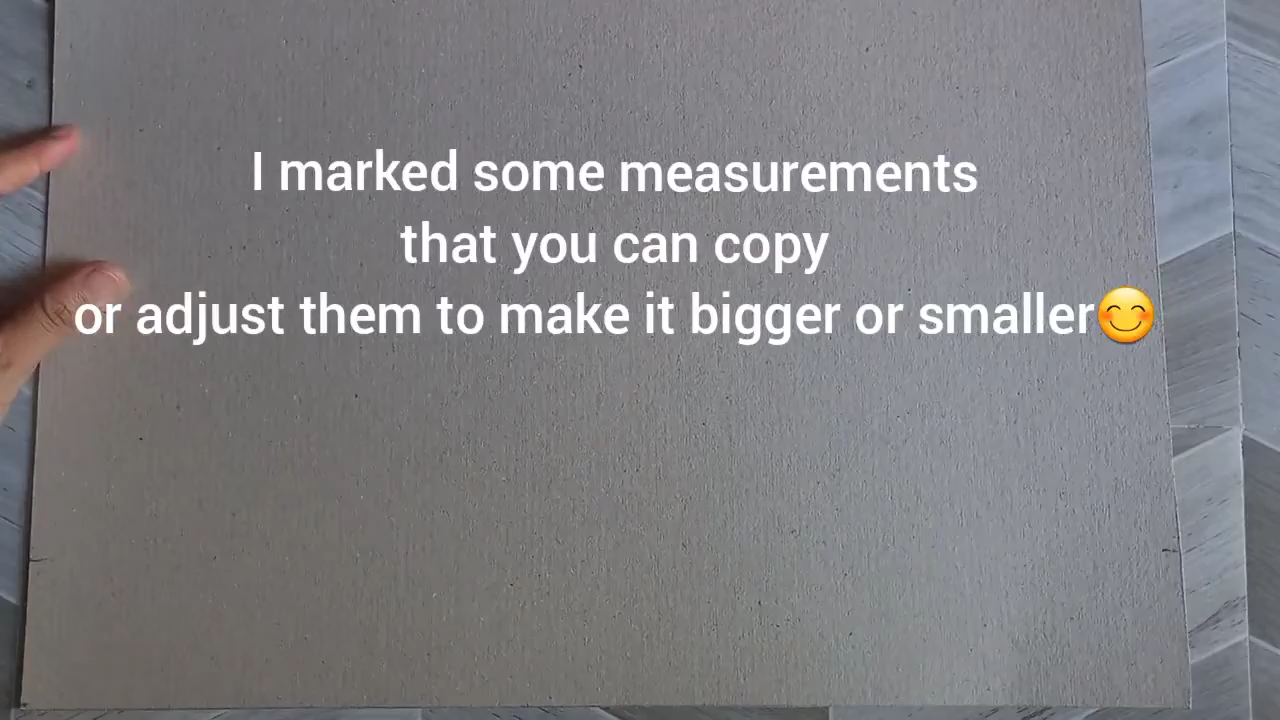 I marked some measurements
that you can copy
or adjust them to make it bigger or smaller😊